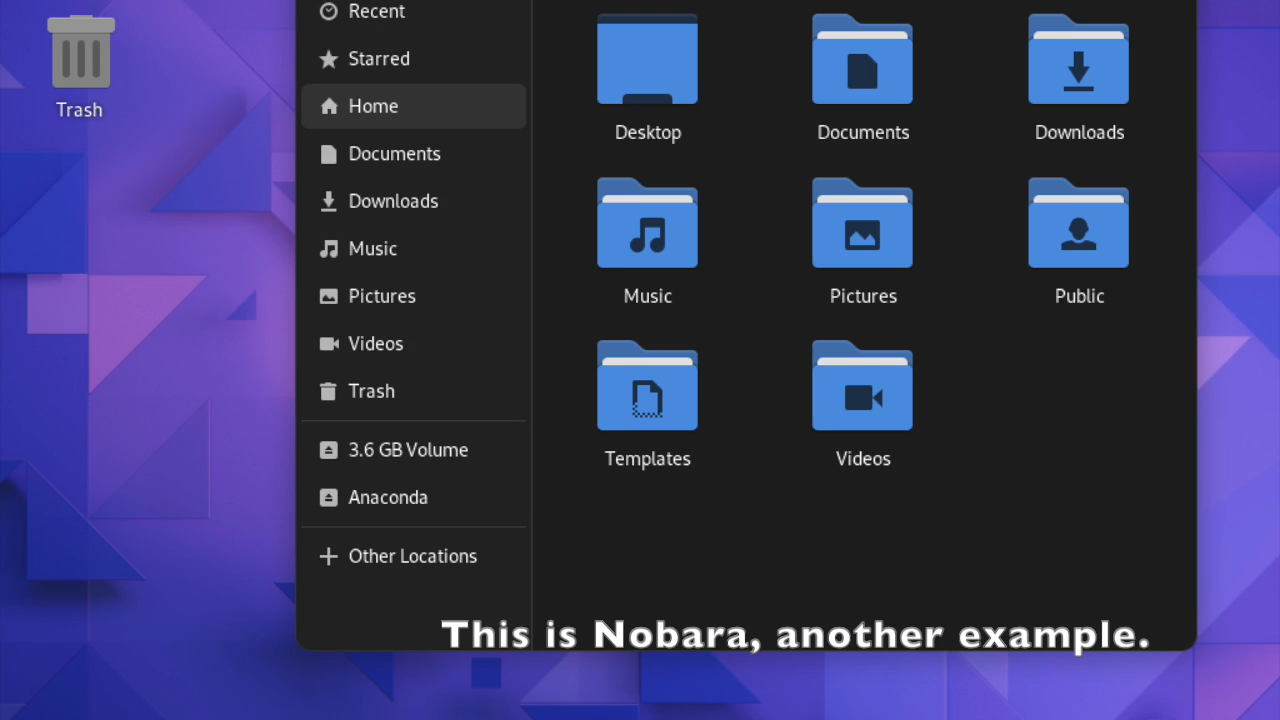 Trash
Recent
Starred
Home
Documents
Downloads
Music
Pictures
Videos
Trash
3.6 GB Volume
Anaconda
Other Locations
Desktop
Documents
Downloads
Music
Pictures
Public
Templates
Videos
This is Nobara, another example.